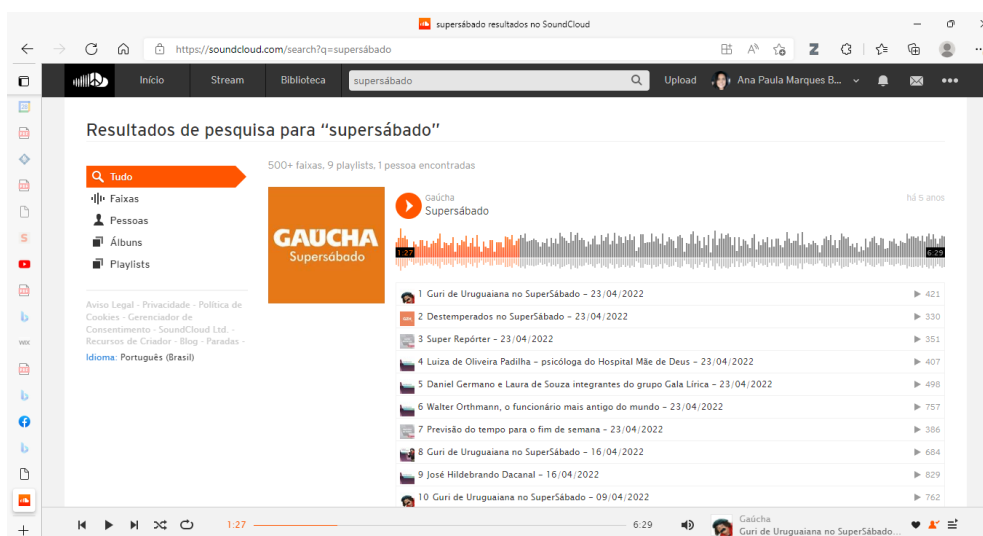 supersábado resultados no SoundCloud
https://soundcloud.com/search?q=supersábado
Início
Stream
Biblioteca
supersábado
Upload
Ana Paula Marques B...
Resultados de pesquisa para “supersábado”
Tudo
Faixas
Pessoas
Álbuns
Playlists
Aviso Legal - Privacidade - Política de
Cookies - Gerenciador de
Consentimento - SoundCloud Ltd. -
Recursos de Criador - Blog - Paradas -
Idioma: Português (Brasil)
500+ faixas, 9 playlists, 1 pessoa encontradas
GAÚCHA
Supersábado
Gaúcha
Supersábado
há 5 anos
1:27
6:29
1 Guri de Uruguaiana no SuperSábado - 23/04/2022 421
2 Destemperados no SuperSábado - 23/04/2022 330
3 Super Repórter - 23/04/2022 351
4 Luiza de Oliveira Padilha - psicóloga do Hospital Mãe de Deus - 23/04/2022 407
5 Daniel Germano e Laura de Souza integrantes do grupo Gala Lírica - 23/04/2022 498
6 Walter Orthmann, o funcionário mais antigo do mundo - 23/04/2022 757
7 Previsão do tempo para o fim de semana - 23/04/2022 386
8 Guri de Uruguaiana no SuperSábado - 16/04/2022 684
9 José Hildebrando Dacanal - 16/04/2022 829
10 Guri de Uruguaiana no SuperSábado - 09/04/2022 762
1:27
6:29
Gaúcha
Guri de Uruguaiana no SuperSábado...